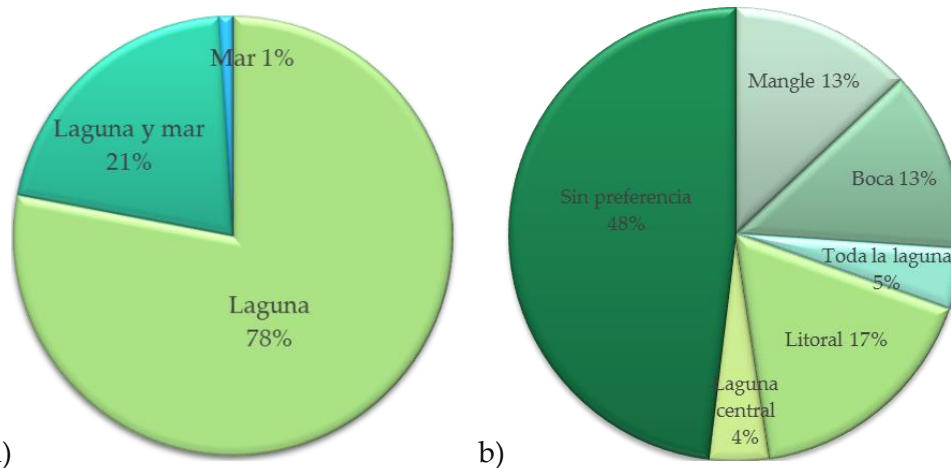 Mar 1%
Laguna y mar
21%
Laguna
78%
)
Mangle 13%
Boca 13%
Toda la laguna
5%
Litoral 17%
Laguna
central
4%
Sin preferencia
48%
b)